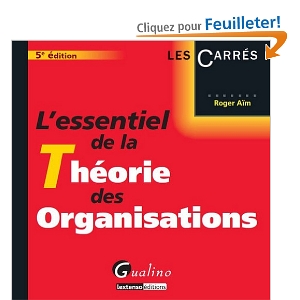 Cliquez pour Feuilleter!
5e édition
LES CARRÉS
Roger Aïm
L'essentiel
de la
Théorie
des
Organisations
Gualino
lextenso éditions